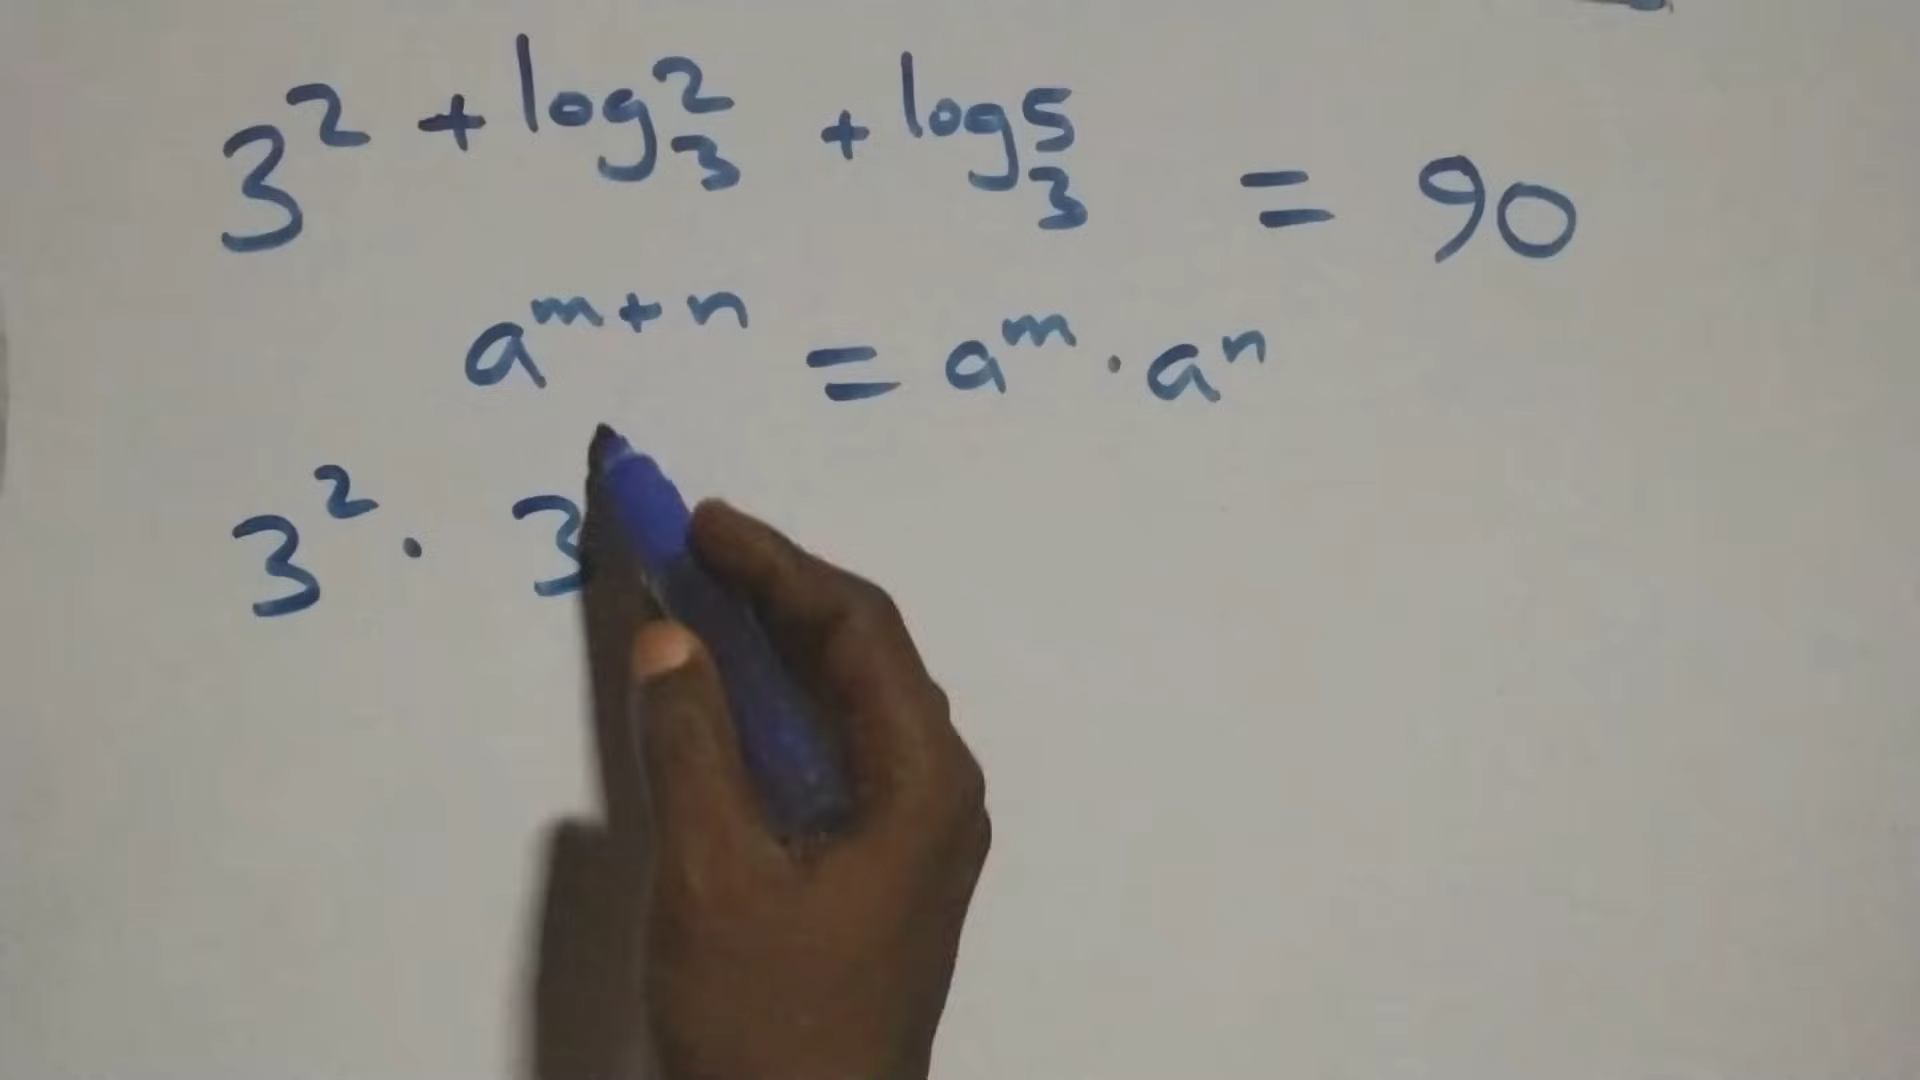 3^{2 + log_3 2 + log_3 5} = 90
a^{m+n} = a^m · a^n
3^2 · 3